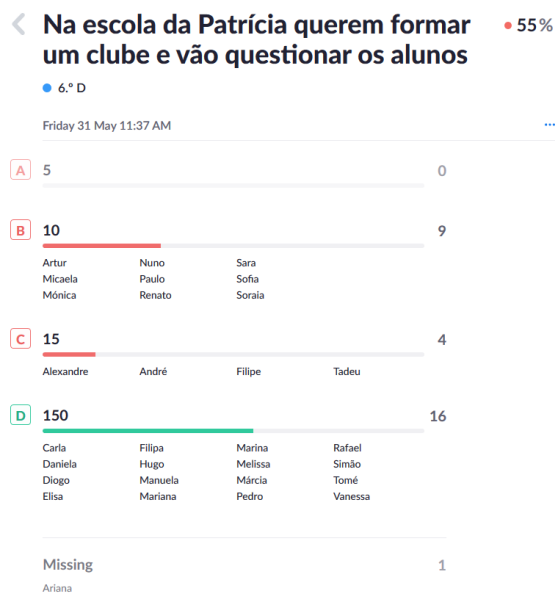 Na escola da Patrícia querem formar
um clube e vão questionar os alunos
55%
6.º D
Friday 31 May 11:37 AM
A 5 0
B 10 9
Artur Nuno Sara
Micaela Paulo Sofia
Mónica Renato Soraia
C 15 4
Alexandre André Filipe Tadeu
D 150 16
Carla Filipa Marina Rafael
Daniela Hugo Melissa Simão
Diogo Manuela Márcia Tomé
Elisa Mariana Pedro Vanessa
Missing 1
Ariana